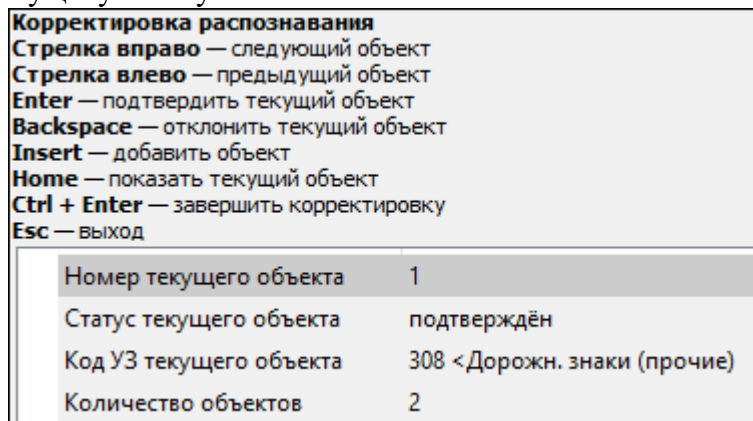 Корректировка распознавания
Стрелка вправо — следующий объект
Стрелка влево — предыдущий объект
Enter — подтвердить текущий объект
Backspace — отклонить текущий объект
Insert — добавить объект
Home — показать текущий объект
Ctrl + Enter — завершить корректировку
Esc — выход
Номер текущего объекта 1
Статус текущего объекта подтверждён
Код УЗ текущего объекта 308 <Дорожн. знаки (прочие)
Количество объектов 2